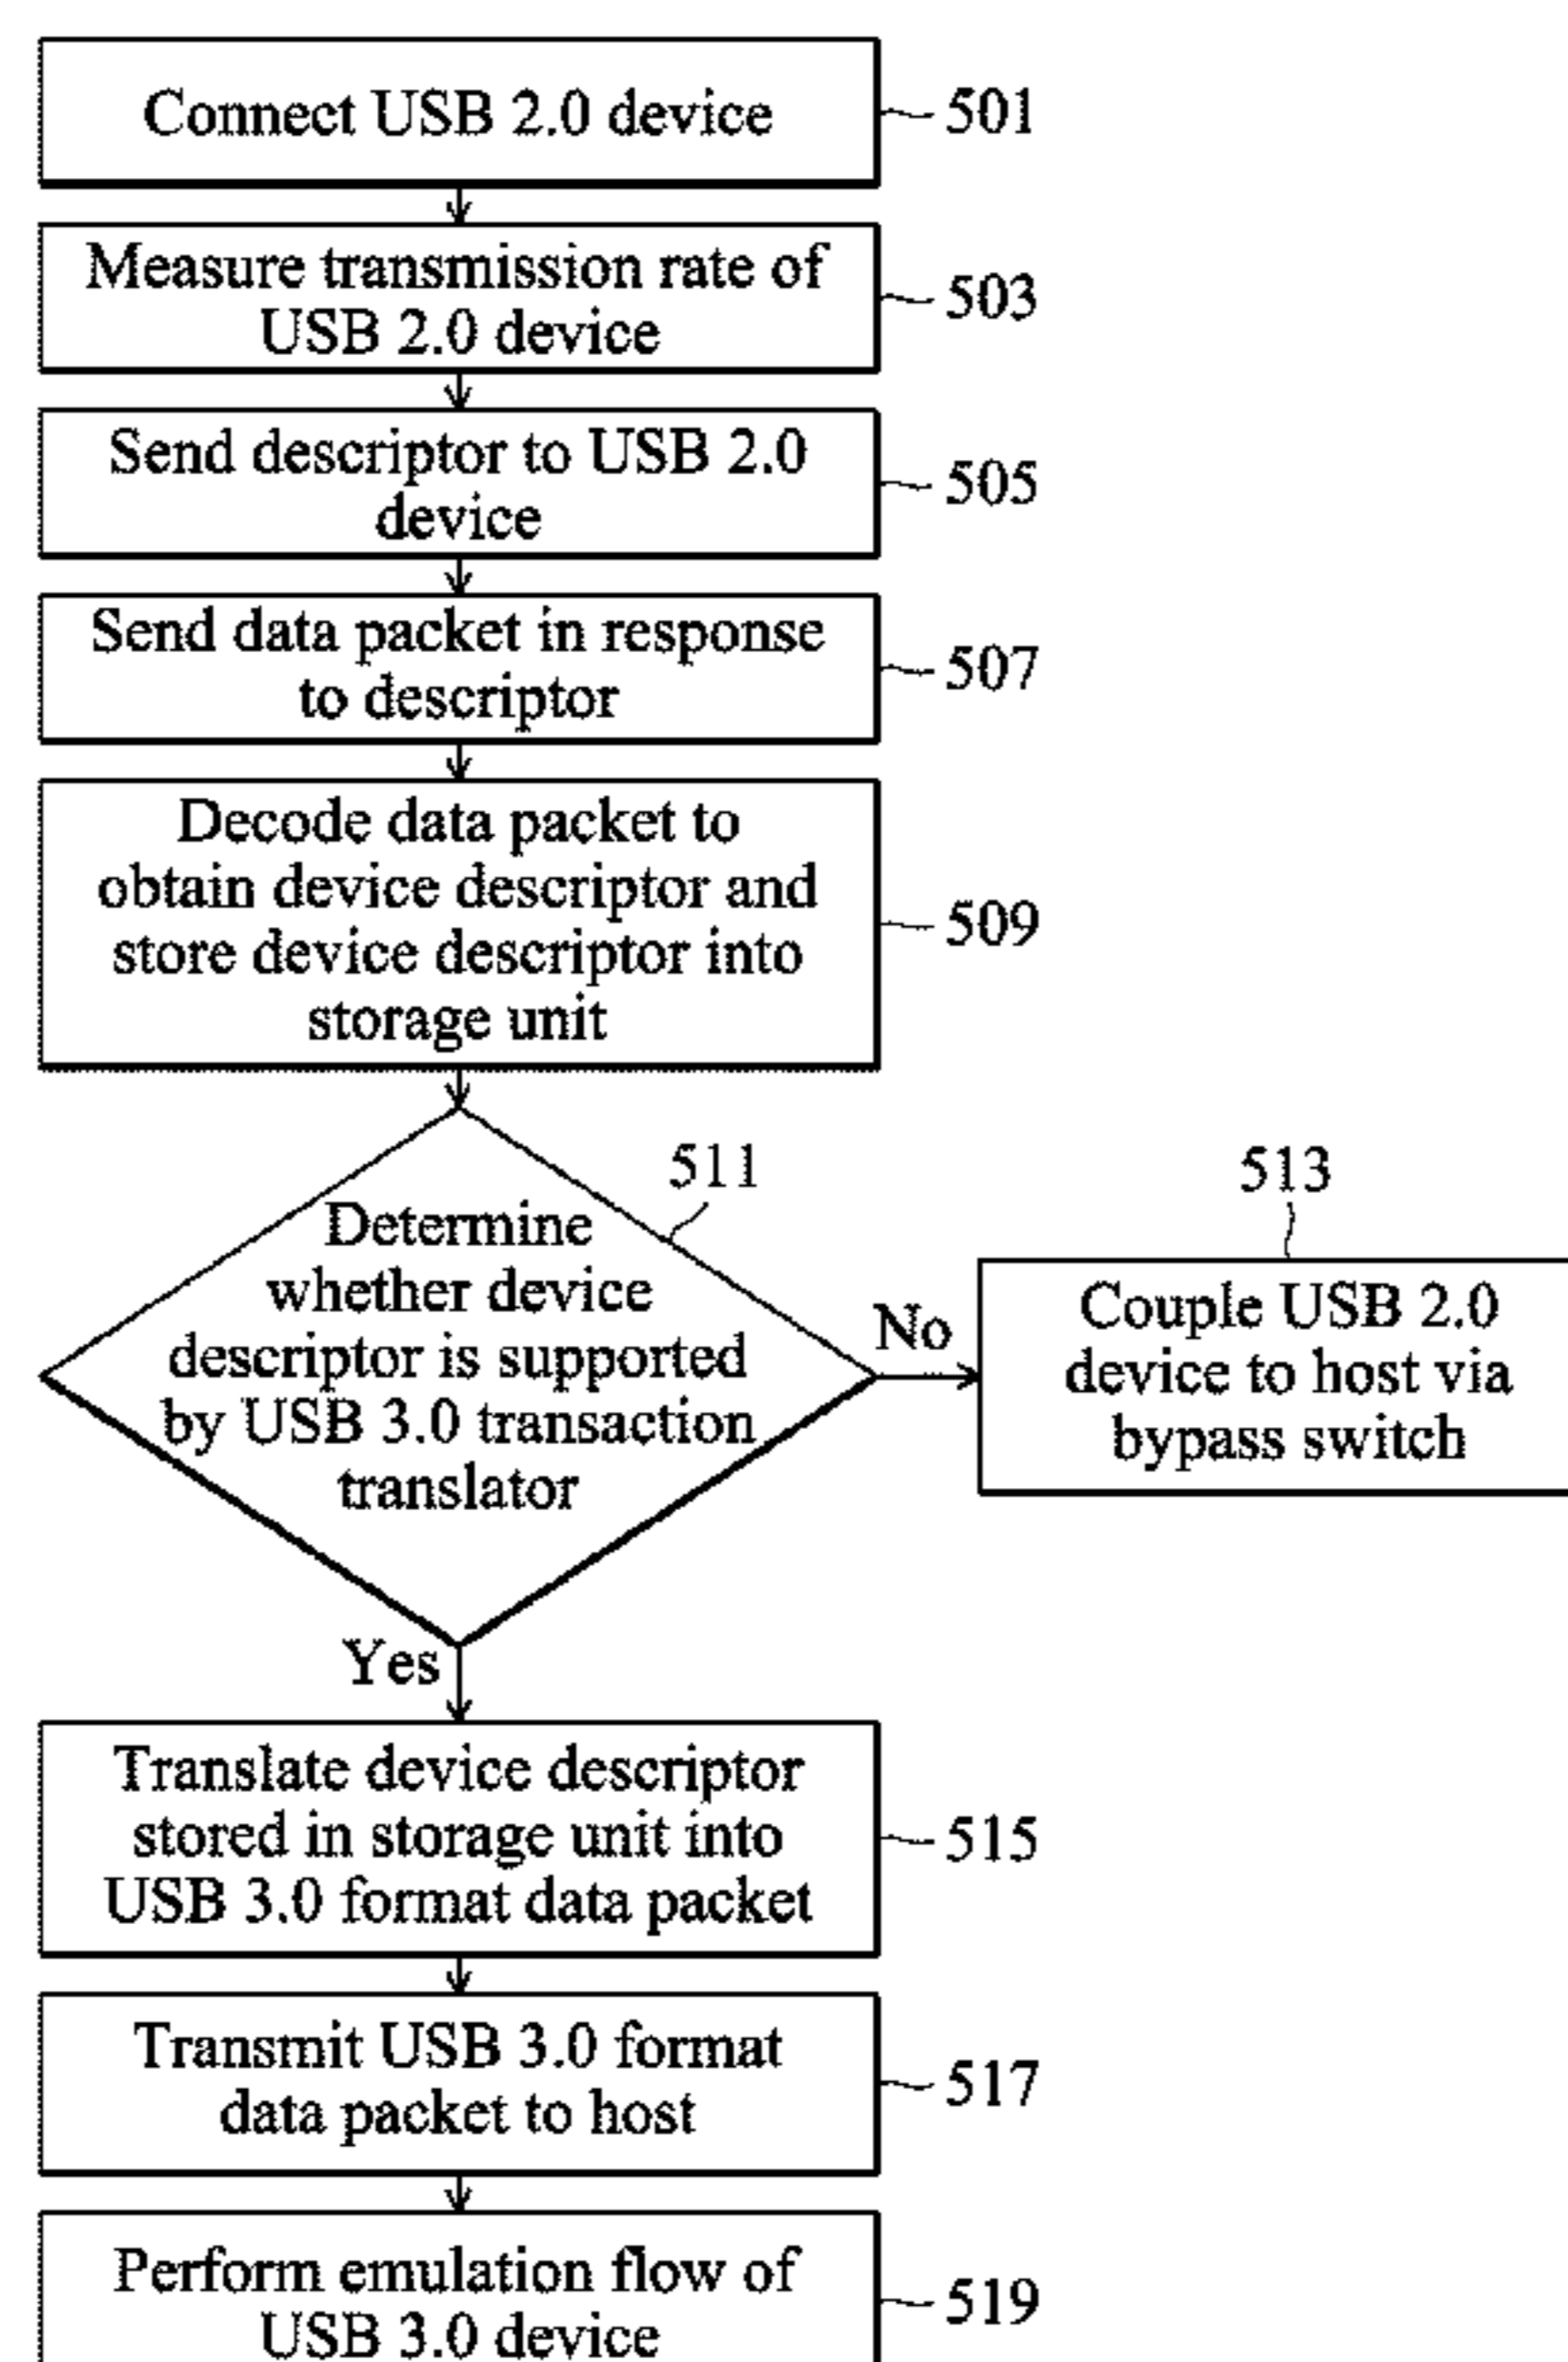 Connect USB 2.0 device
501
Measure transmission rate of
USB 2.0 device
503
Send descriptor to USB 2.0
device
505
Send data packet in response
to descriptor
507
Decode data packet to
obtain device descriptor and
store device descriptor into
storage unit
509
511
Determine
whether device
descriptor is supported
by USB 3.0 transaction
translator
No
513
Couple USB 2.0
device to host via
bypass switch
Yes
Translate device descriptor
stored in storage unit into
USB 3.0 format data packet
515
Transmit USB 3.0 format
data packet to host
517
Perform emulation flow of
USB 3.0 device
519